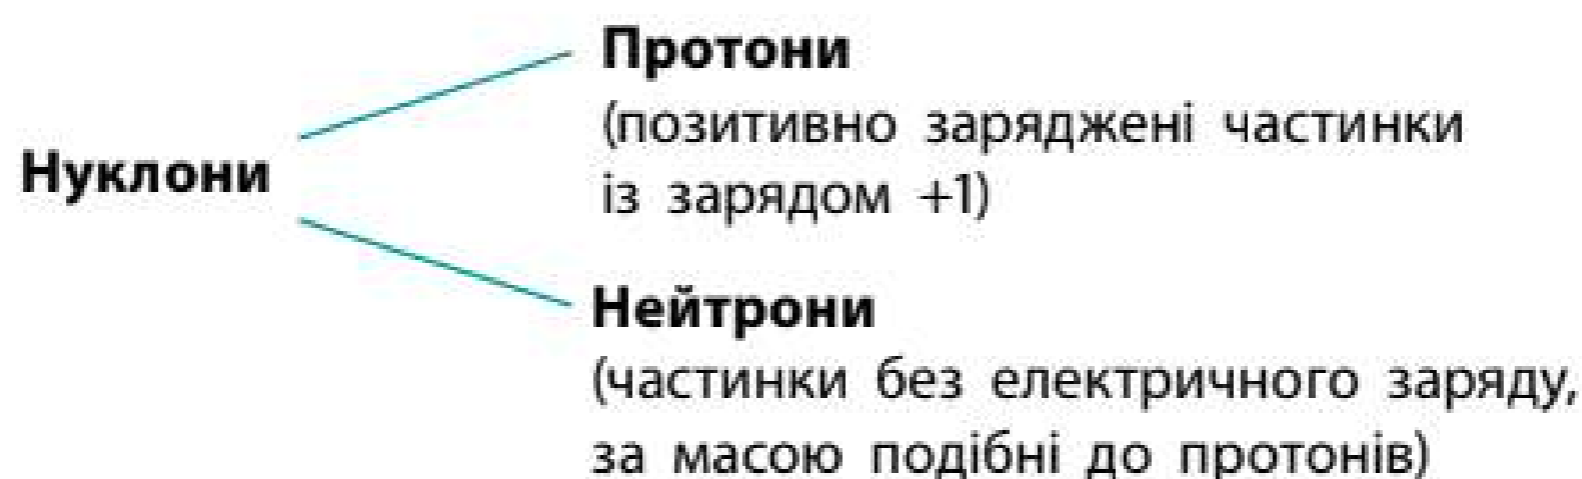 Протони
(позитивно заряджені частинки
із зарядом +1)
Нуклони
Нейтрони
(частинки без електричного заряду,
за масою подібні до протонів)